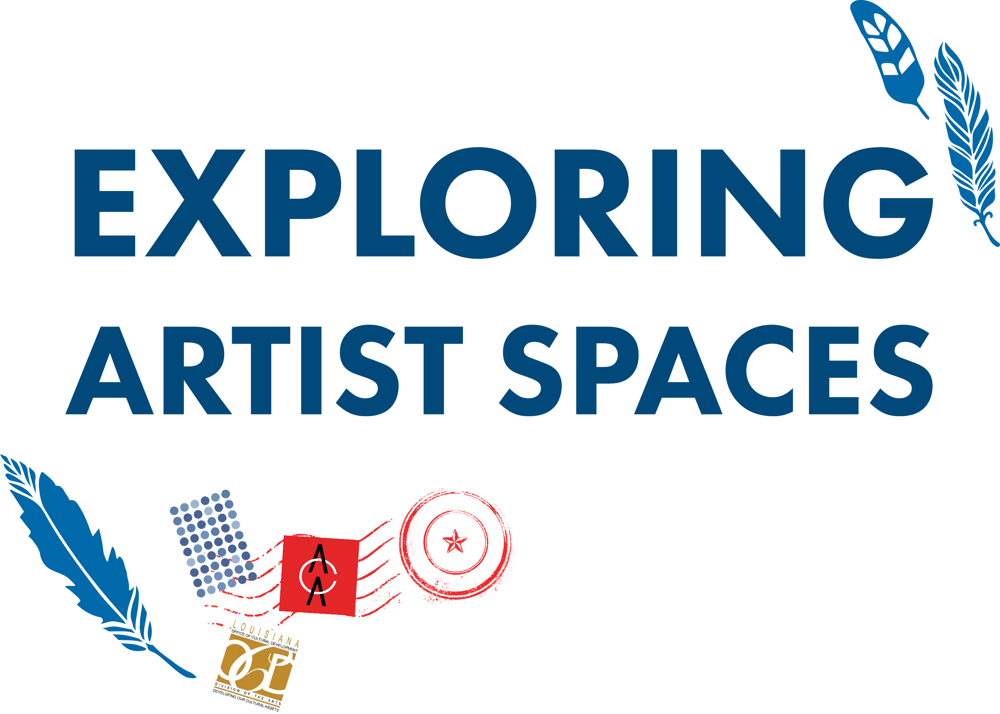 EXPLORING
ARTIST SPACES
LOUISIANA
OFFICE OF CULTURAL DEVELOPMENT
DIVISION OF THE ARTS
DEVELOPING OUR CULTURAL ASSETS